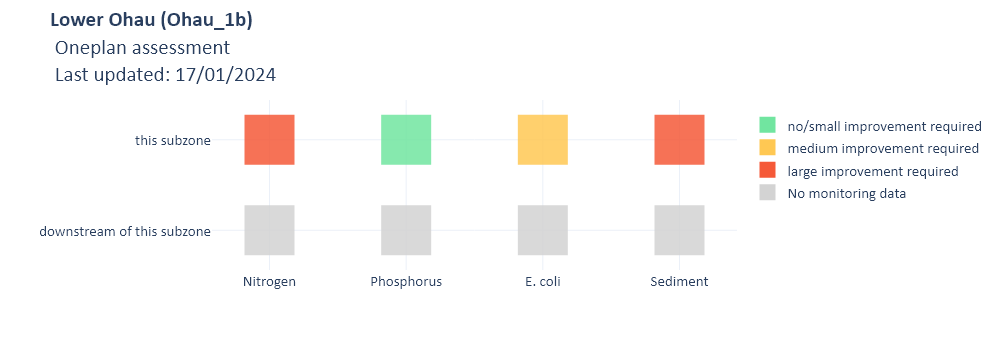 Lower Ohau (Ohau_1b)
Oneplan assessment
Last updated: 17/01/2024
this subzone
downstream of this subzone
Nitrogen
Phosphorus
E. coli
Sediment
no/small improvement required
medium improvement required
large improvement required
No monitoring data